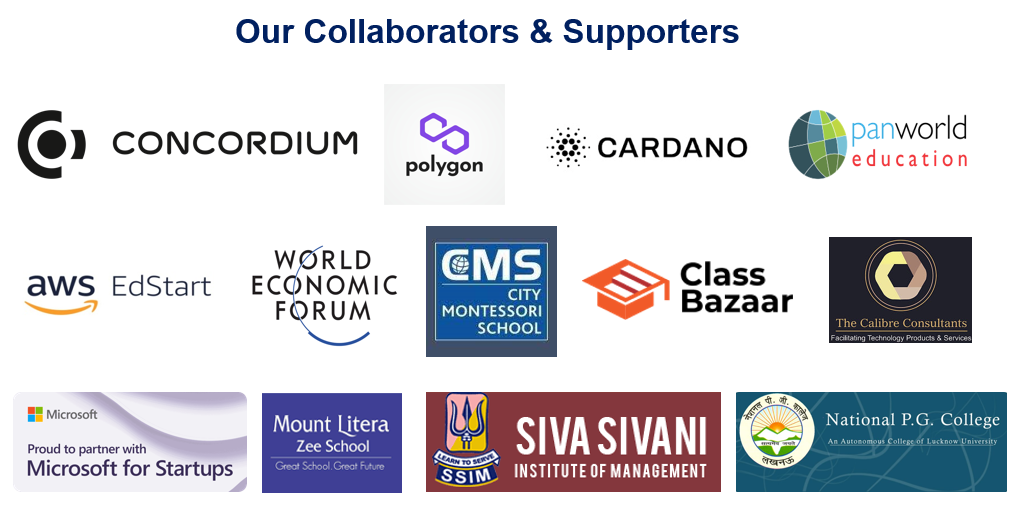 Our Collaborators & Supporters
CONCORDIUM
polygon
CARDANO
panworld
education
aws EdStart
WORLD
ECONOMIC
FORUM
CMS
CITY
MONTESSORI
SCHOOL
Class
Bazaar
The Calibre Consultants
Facilitating Technology Products & Services
Microsoft
Proud to partner with
Microsoft for Startups
Mount Litera
Zee School
Great School.Great Future
LEARN TO SERVE
SSIM
SIVA SIVANI
INSTITUTE OF MANAGEMENT
नेशनल पी. जी. कालेज
लखनऊ
National P.G. College
An Autonomous College of Lucknow University